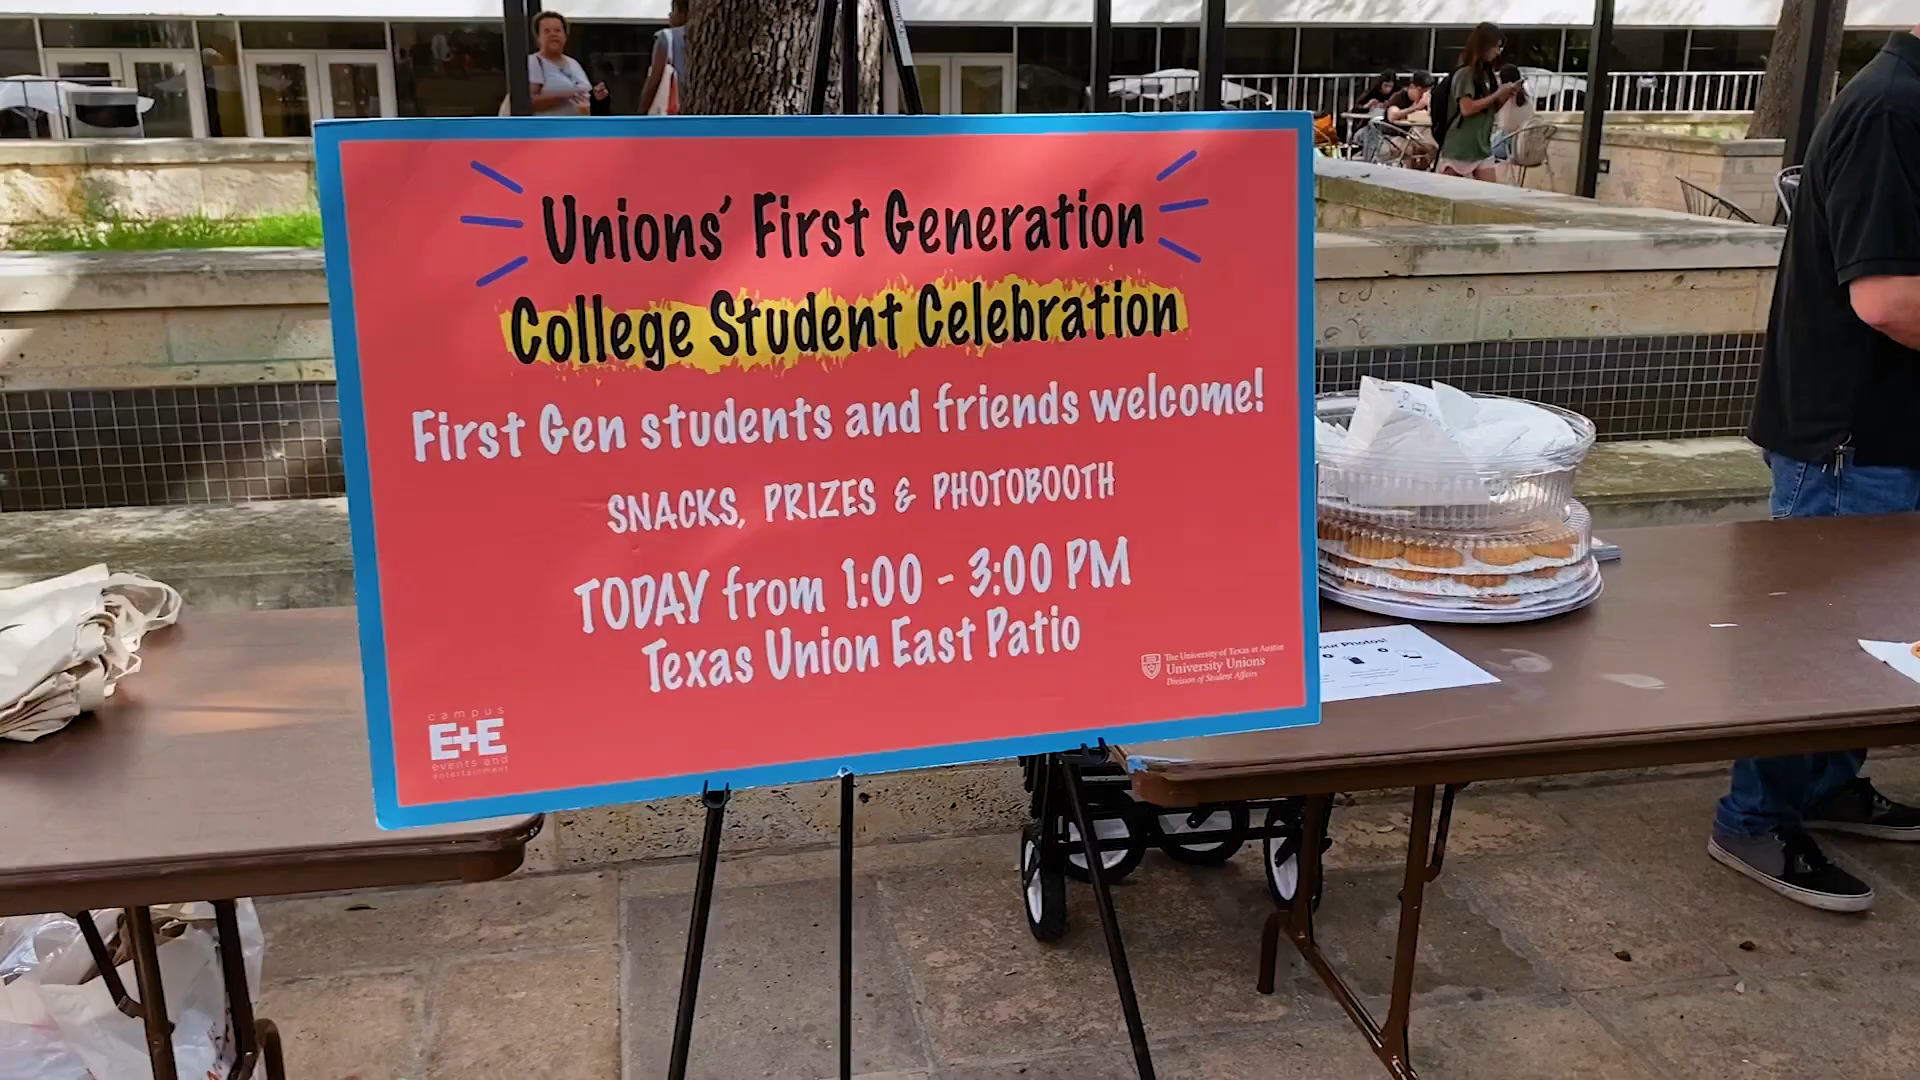 Unions' First Generation
College Student Celebration
First Gen students and friends welcome!
SNACKS, PRIZES & PHOTOBOOTH
TODAY from 1:00 - 3:00 PM
Texas Union East Patio
The University of Texas at Austin
University Unions
Division of Student Affairs
campus
E+E
events and
entertainment
our Photos!